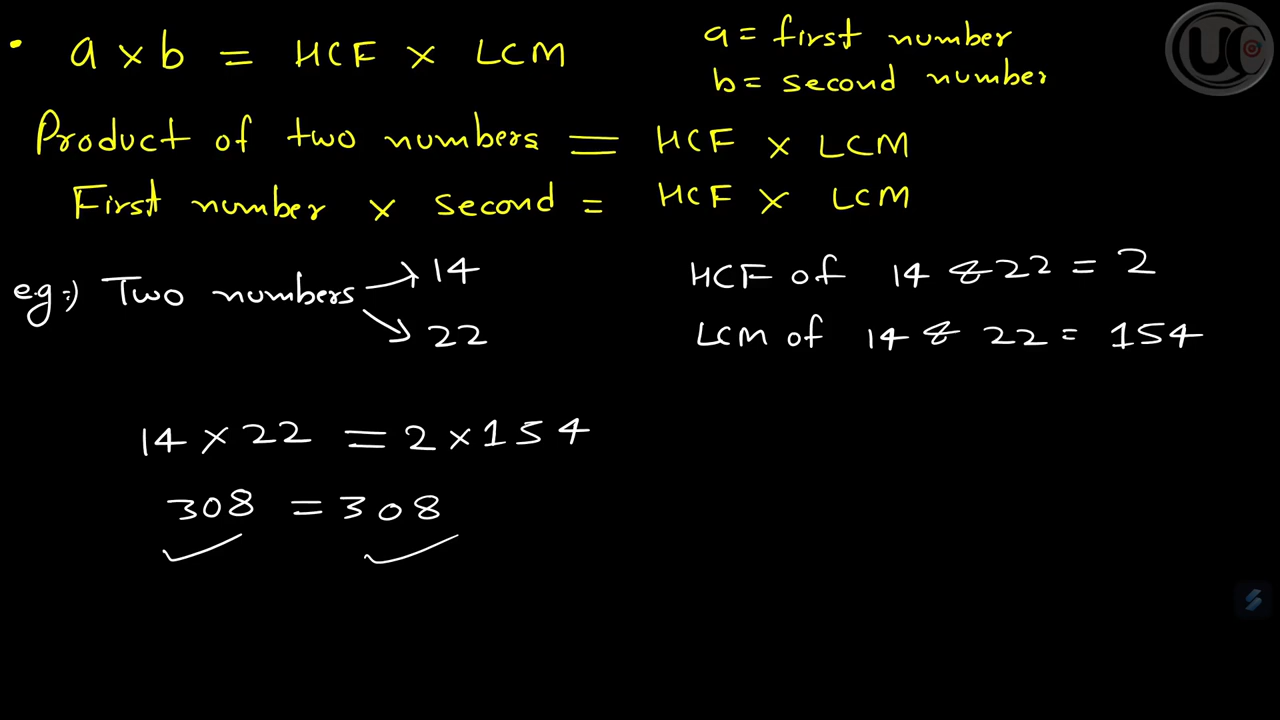 • a × b = HCF × LCM
a = first number
b = second number
Product of two numbers = HCF × LCM
First number × second = HCF × LCM
eg:) Two numbers → 14
→ 22
HCF of 14 & 22 = 2
LCM of 14 & 22 = 154
14 × 22 = 2 × 154
308 = 308
UC